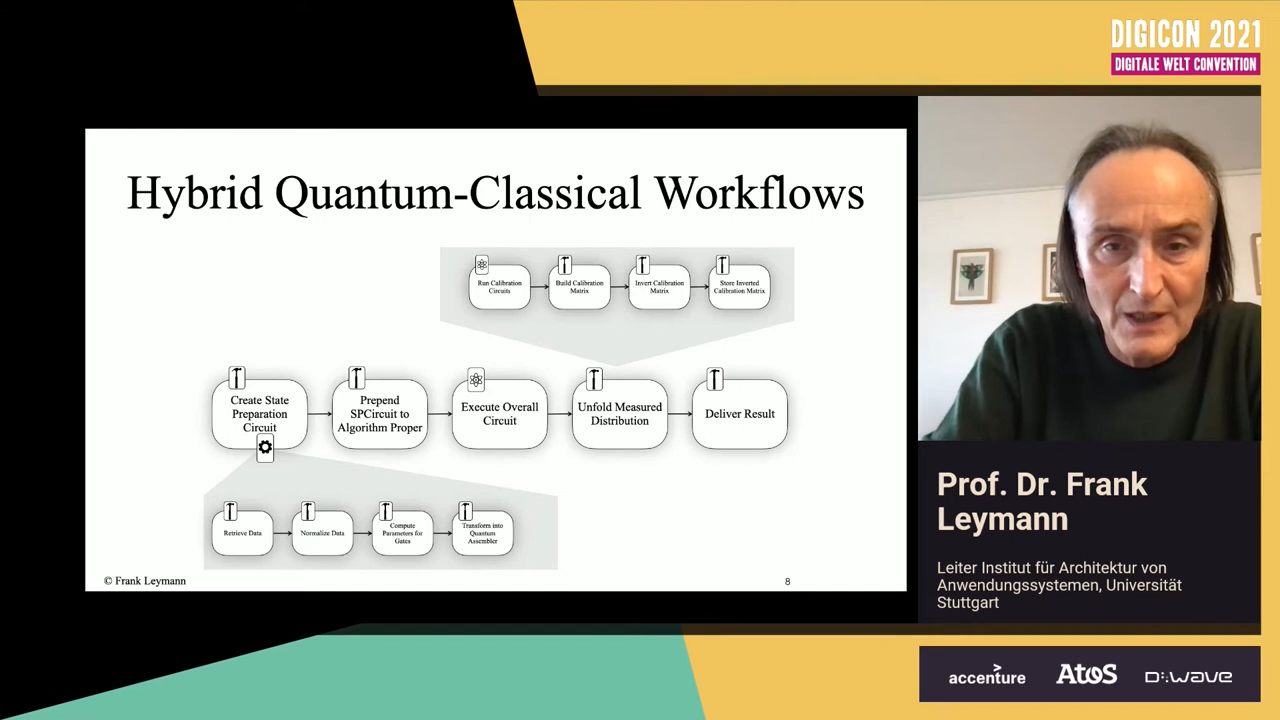 DIGICON 2021
DIGITALE WELT CONVENTION
Hybrid Quantum-Classical Workflows
Run Calibration
Circuits
Build Calibration
Matrix
Invert Calibration
Matrix
Store Inverted
Calibration Matrix
Create State
Preparation
Circuit
Prepend
SPCircuit to
Algorithm Proper
Execute Overall
Circuit
Unfold Measured
Distribution
Deliver Result
Retrieve Data
Normalize Data
Compute
Parameters for
Gates
Transform into
Quantum
Assembler
© Frank Leymann
8
Prof. Dr. Frank
Leymann
Leiter Institut für Architektur von
Anwendungssystemen, Universität
Stuttgart
accenture
Atos
D:wave